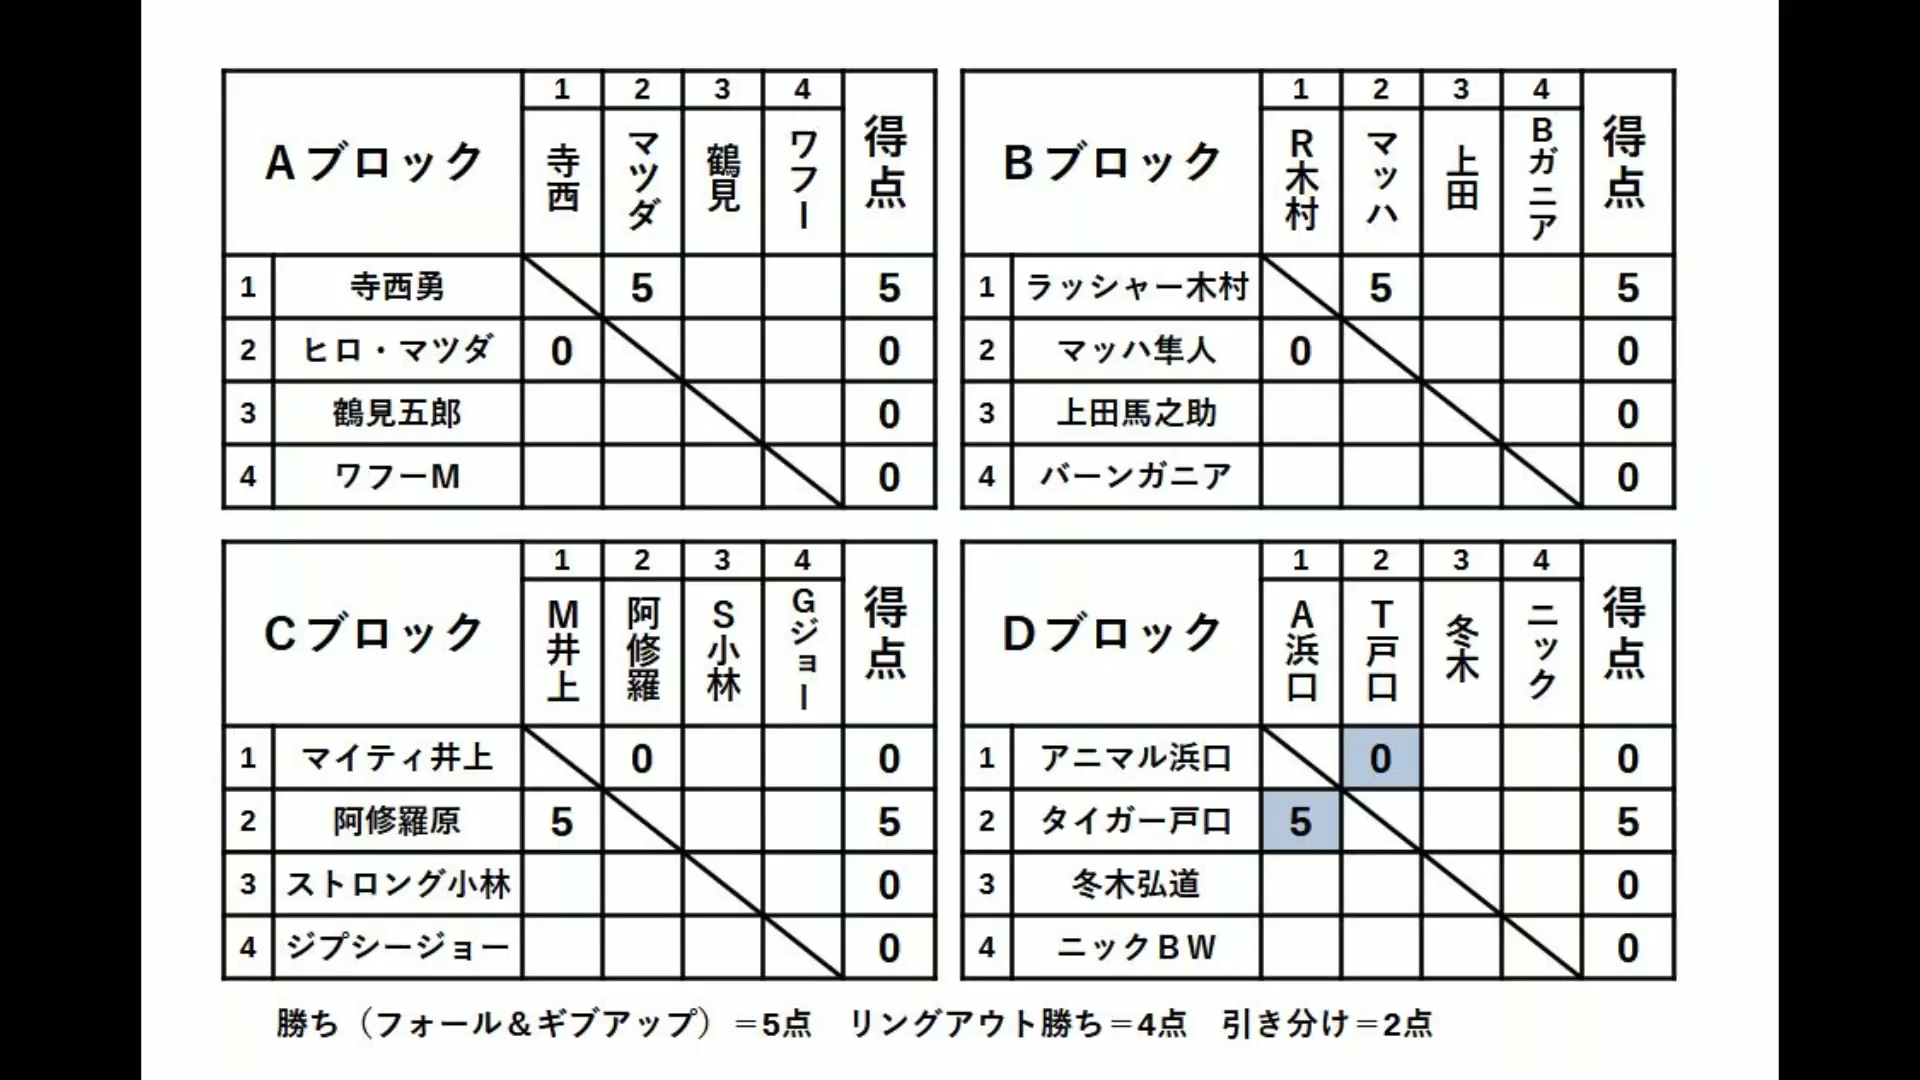 Aブロック 1 2 3 4 得点
寺西 マツダ 鶴見 ワフー
1 寺西勇 5 5
2 ヒロ・マツダ 0 0
3 鶴見五郎 0
4 ワフーM 0
Bブロック 1 2 3 4 得点
R木村 マッハ 上田 Bガニア
1 ラッシャー木村 5 5
2 マッハ隼人 0 0
3 上田馬之助 0
4 バーンガニア 0
Cブロック 1 2 3 4 得点
M井上 阿修羅 S小林 Gジョー
1 マイティ井上 0 0
2 阿修羅原 5 5
3 ストロング小林 0
4 ジプシージョー 0
Dブロック 1 2 3 4 得点
A浜口 T戸口 冬木 ニック
1 アニマル浜口 0 0
2 タイガー戸口 5 5
3 冬木弘道 0
4 ニックBW 0
勝ち（フォール＆ギブアップ）＝5点　リングアウト勝ち＝4点　引き分け＝2点